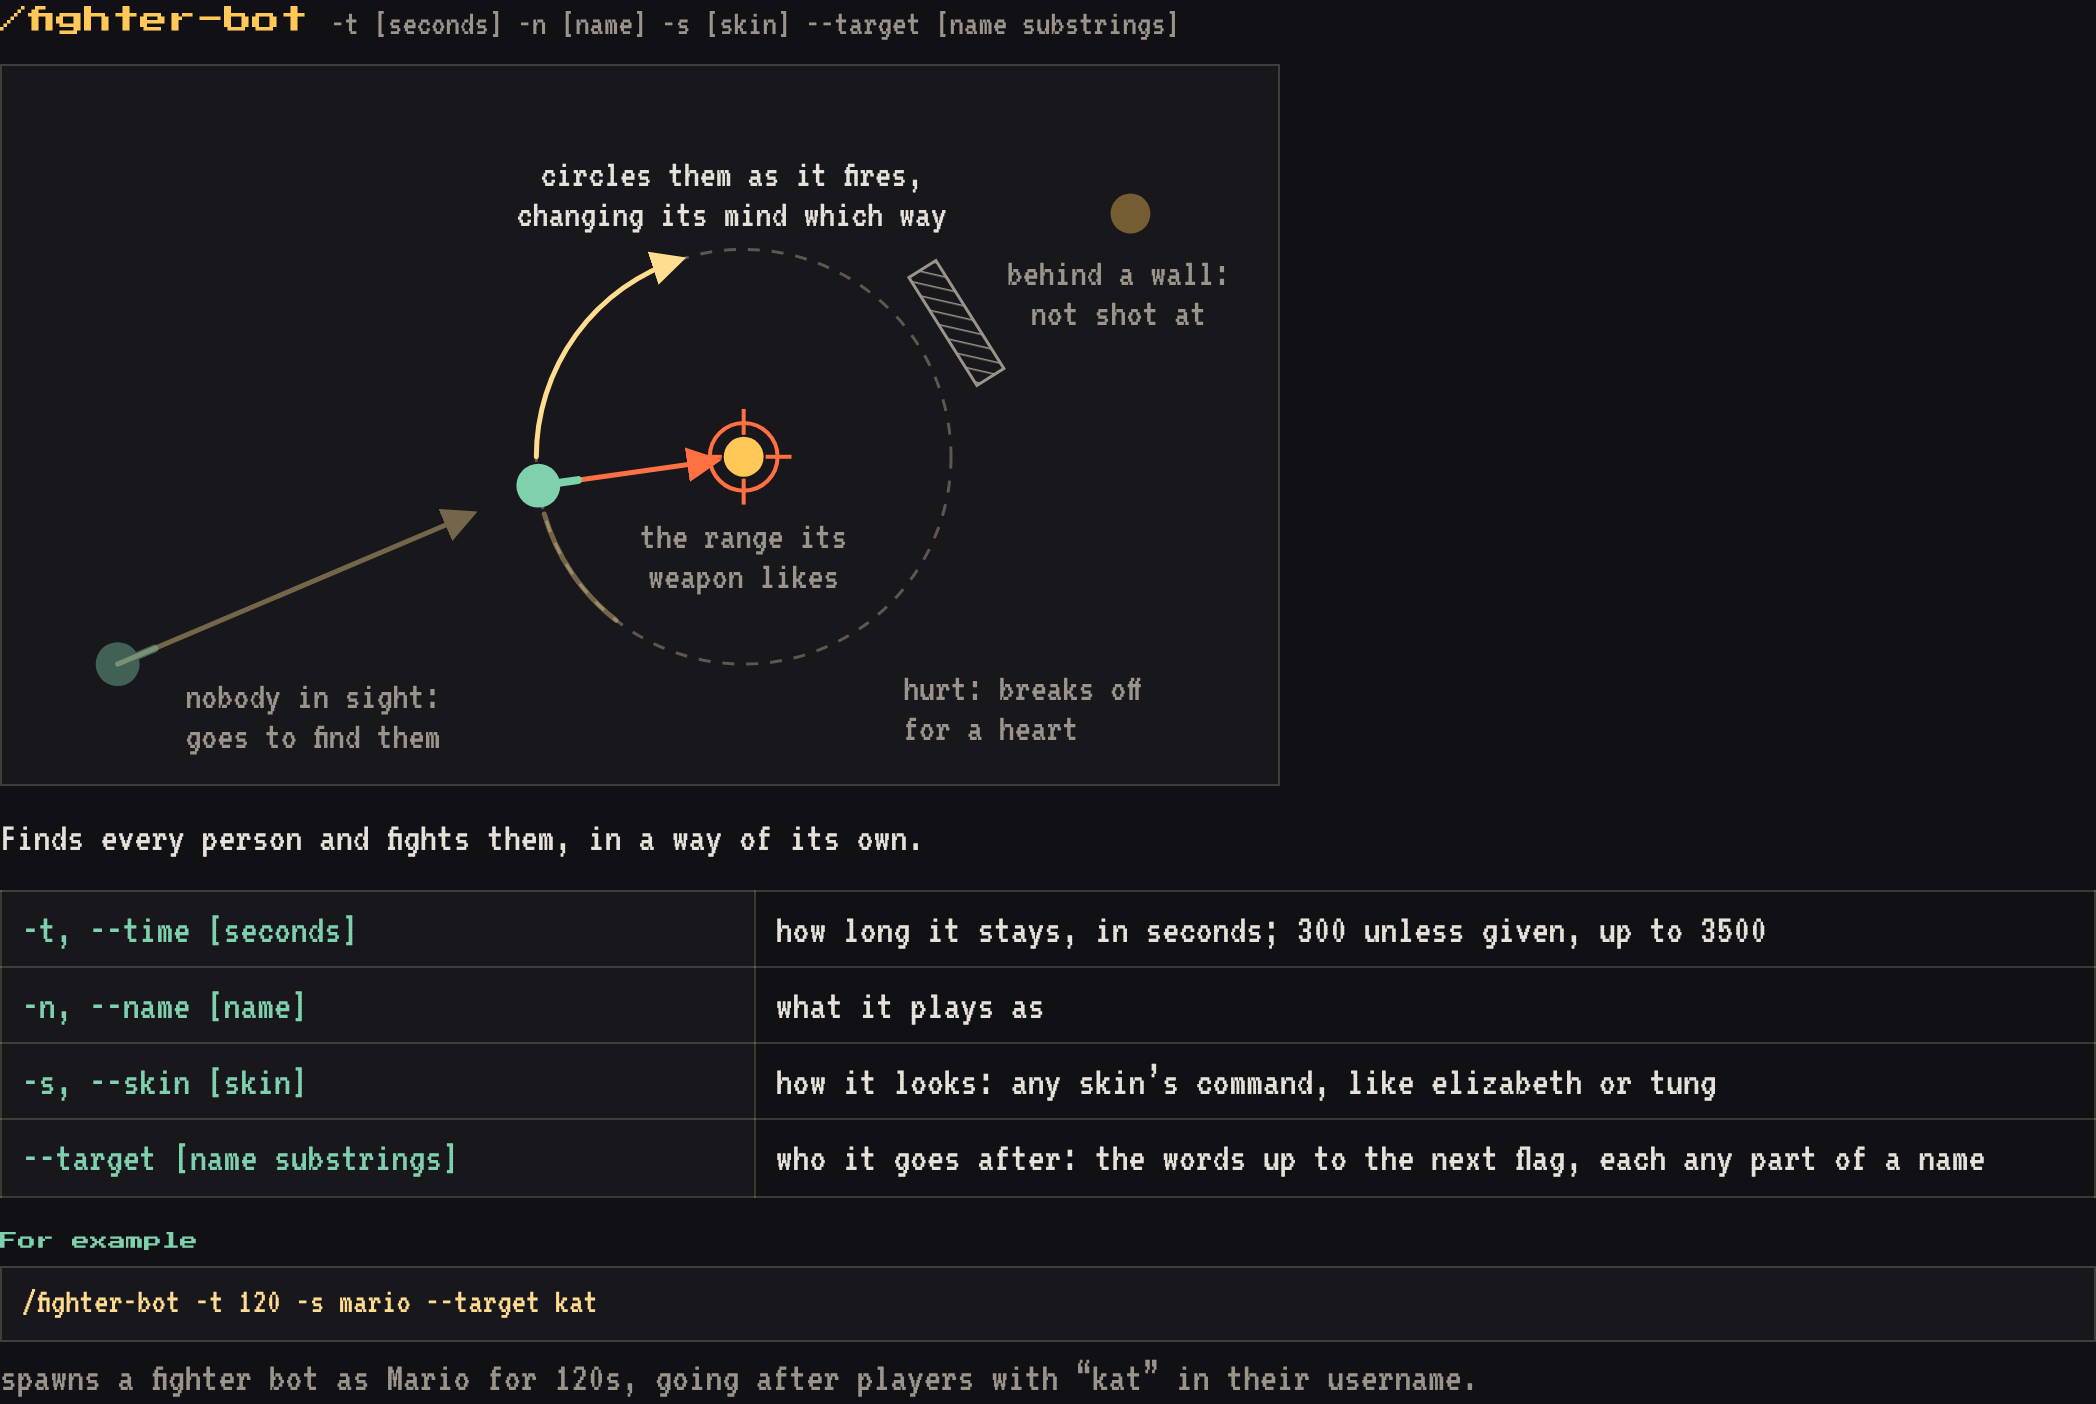 /fighter-bot -t [seconds] -n [name] -s [skin] --target [name substrings]
circles them as it fires,
changing its mind which way
behind a wall:
not shot at
the range its
weapon likes
nobody in sight:
goes to find them
hurt: breaks off
for a heart
Finds every person and fights them, in a way of its own.
-t, --time [seconds] how long it stays, in seconds; 300 unless given, up to 3500
-n, --name [name] what it plays as
-s, --skin [skin] how it looks: any skin’s command, like elizabeth or tung
--target [name substrings] who it goes after: the words up to the next flag, each any part of a name
For example
/fighter-bot -t 120 -s mario --target kat
spawns a fighter bot as Mario for 120s, going after players with “kat” in their username.